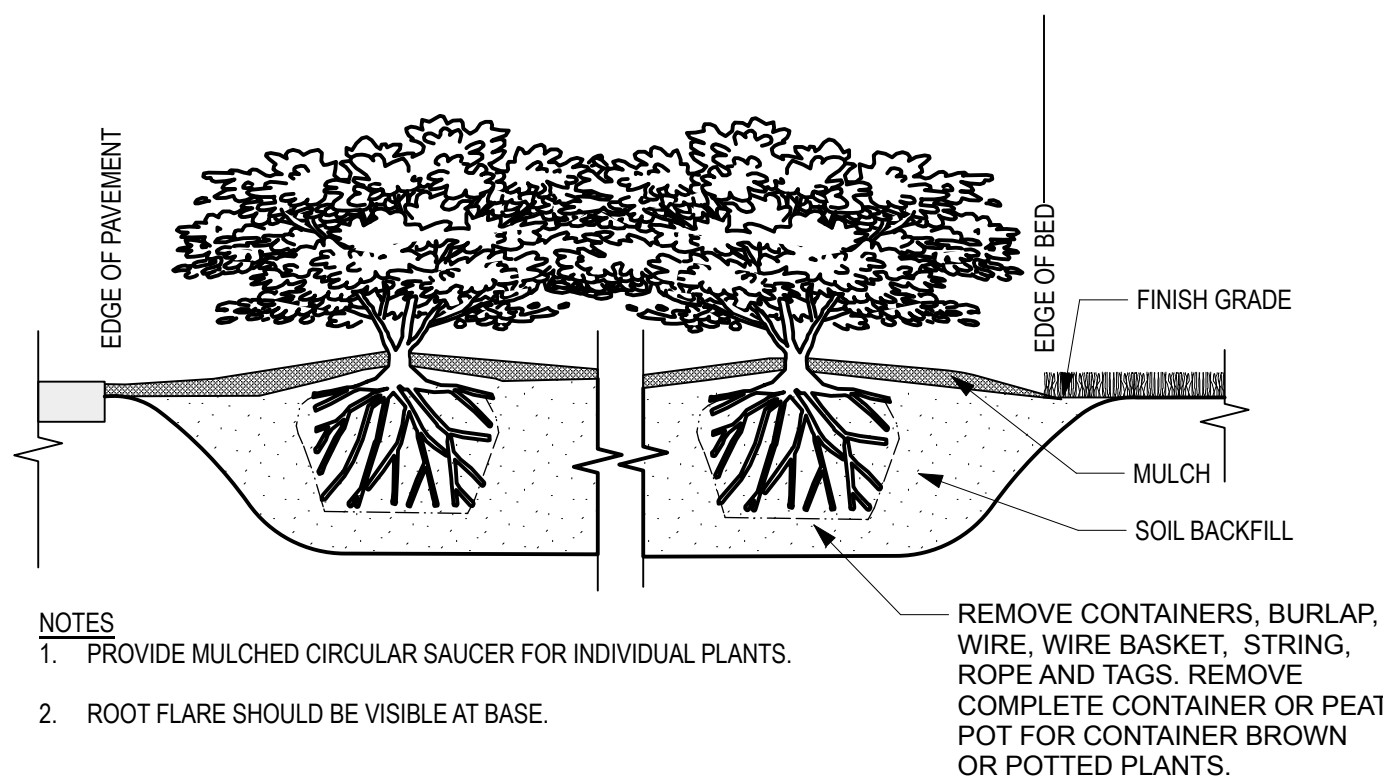 EDGE OF PAVEMENT
EDGE OF BED
FINISH GRADE
MULCH
SOIL BACKFILL
REMOVE CONTAINERS, BURLAP,
WIRE, WIRE BASKET, STRING,
ROPE AND TAGS. REMOVE
COMPLETE CONTAINER OR PEAT
POT FOR CONTAINER BROWN
OR POTTED PLANTS.
NOTES
1. PROVIDE MULCHED CIRCULAR SAUCER FOR INDIVIDUAL PLANTS.
2. ROOT FLARE SHOULD BE VISIBLE AT BASE.